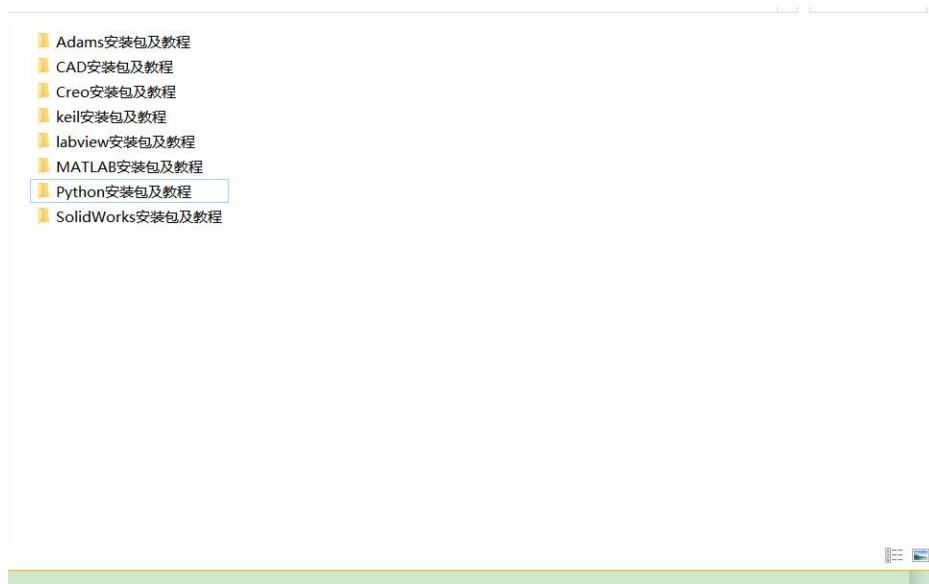 Adams安装包及教程
CAD安装包及教程
Creo安装包及教程
keil安装包及教程
labview安装包及教程
MATLAB安装包及教程
Python安装包及教程
SolidWorks安装包及教程